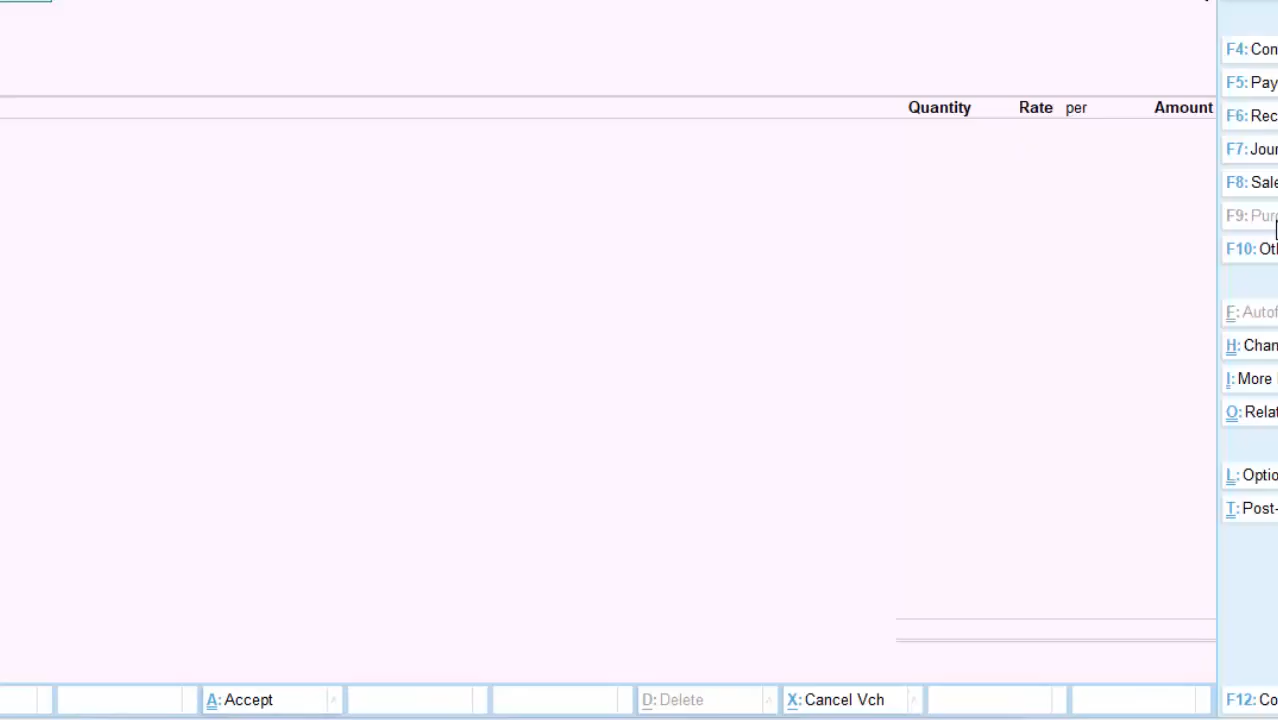 Quantity Rate per Amount
F4: Con
F5: Pay
F6: Rec
F7: Jour
F8: Sale
F9: Pur
F10: Oth
F: Autof
H: Chan
I: More
O: Relat
L: Optio
T: Post-
A: Accept
D: Delete
X: Cancel Vch
F12: Co